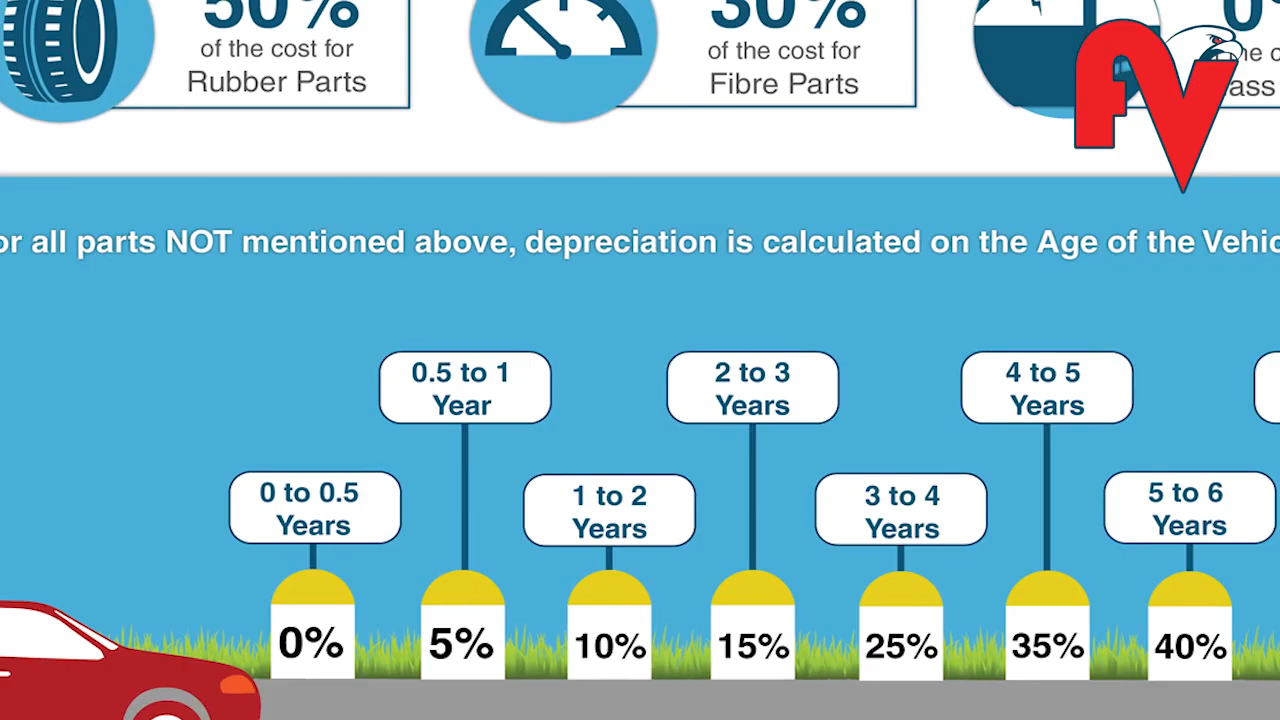 50%
of the cost for
Rubber Parts
30%
of the cost for
Fibre Parts
0%
fv
all parts NOT mentioned above, depreciation is calculated on the Age of the
0.5 to 1
Year
2 to 3
Years
4 to 5
Years
0 to 0.5
Years
1 to 2
Years
3 to 4
Years
5 to 6
Years
0%
5%
10%
15%
25%
35%
40%